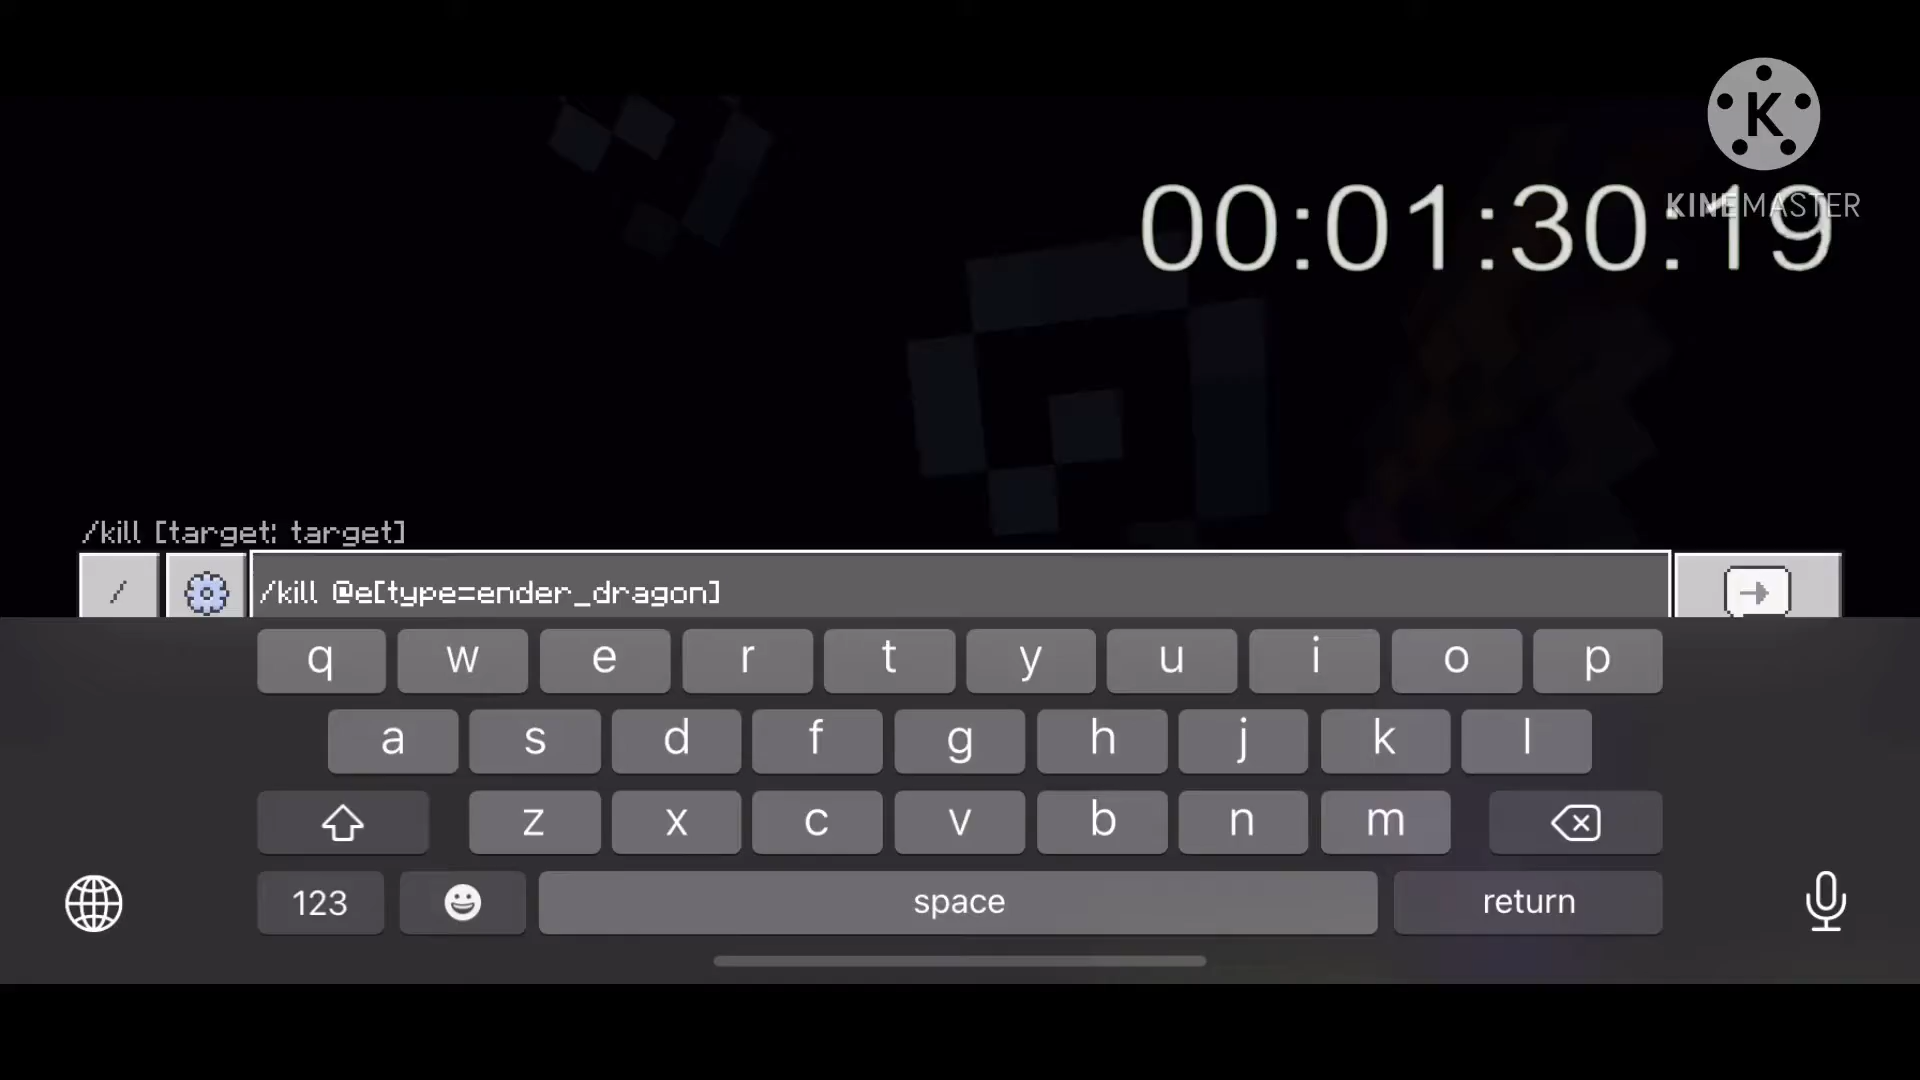 KINEMASTER
00:01:30:19
/kill [target: target]
/
/kill @e[type=ender_dragon]
q w e r t y u i o p
a s d f g h j k l
z x c v b n m
123 space return